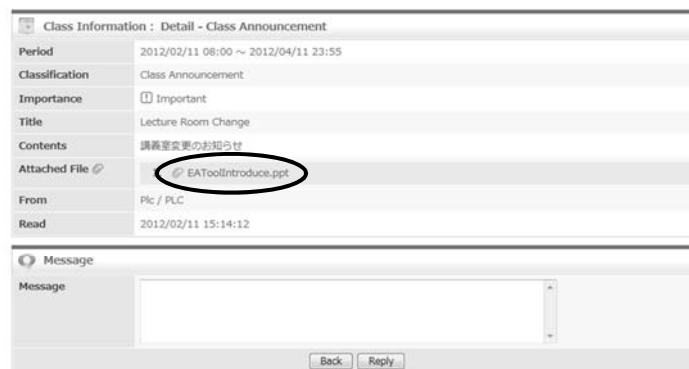 Class Information : Detail - Class Announcement
Period 2012/02/11 08:00 ～ 2012/04/11 23:55
Classification Class Announcement
Importance Important
Title Lecture Room Change
Contents 講義室変更のお知らせ
Attached File EAToolIntroduce.ppt
From Plc / PLC
Read 2012/02/11 15:14:12
Message
Message
Back Reply